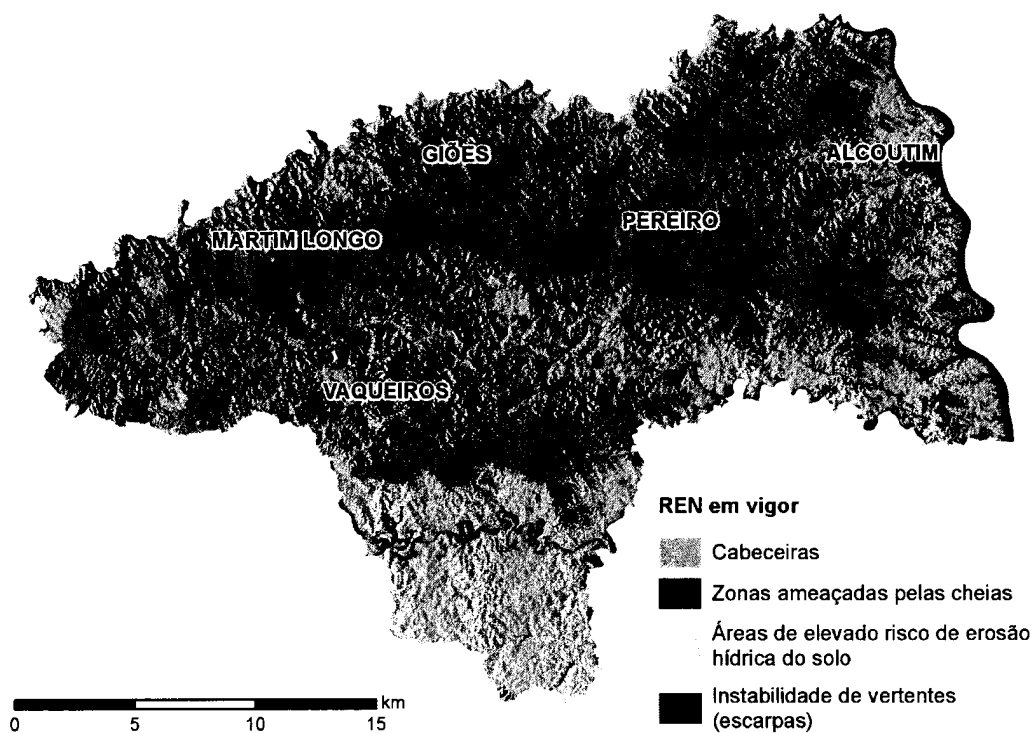 GIÕES
ALCOUTIM
PEREIRO
MARTIM LONGO
VAQUEIROS
REN em vigor
Cabeceiras
Zonas ameaçadas pelas cheias
Áreas de elevado risco de erosão
hídrica do solo
Instabilidade de vertentes
(escarpas)
km
0 5 10 15